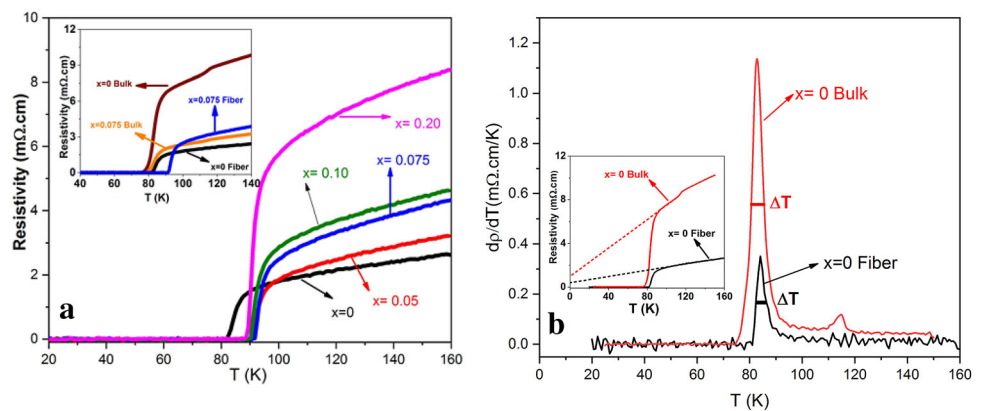 10
8
6
4
2
0
Resistivity (mΩ.cm)
20 40 60 80 100 120 140 160
T (K)
a
x= 0.20
x= 0.10
x= 0.075
x= 0.05
x=0
12
9
6
3
0
Resistivity (mΩ.cm)
40 60 80 100 120 140
T (K)
x=0 Bulk
x=0.075 Fiber
x=0.075 Bulk
x=0 Fiber
1.2
1.0
0.8
0.6
0.4
0.2
0.0
dρ/dT(mΩ.cm/K)
0 20 40 60 80 100 120 140 160
T (K)
b
x= 0 Bulk
ΔT
x=0 Fiber
ΔT
12
8
4
0
Resistivity (mΩ.cm)
0 40 80 120 160
T (K)
x= 0 Bulk
x= 0 Fiber